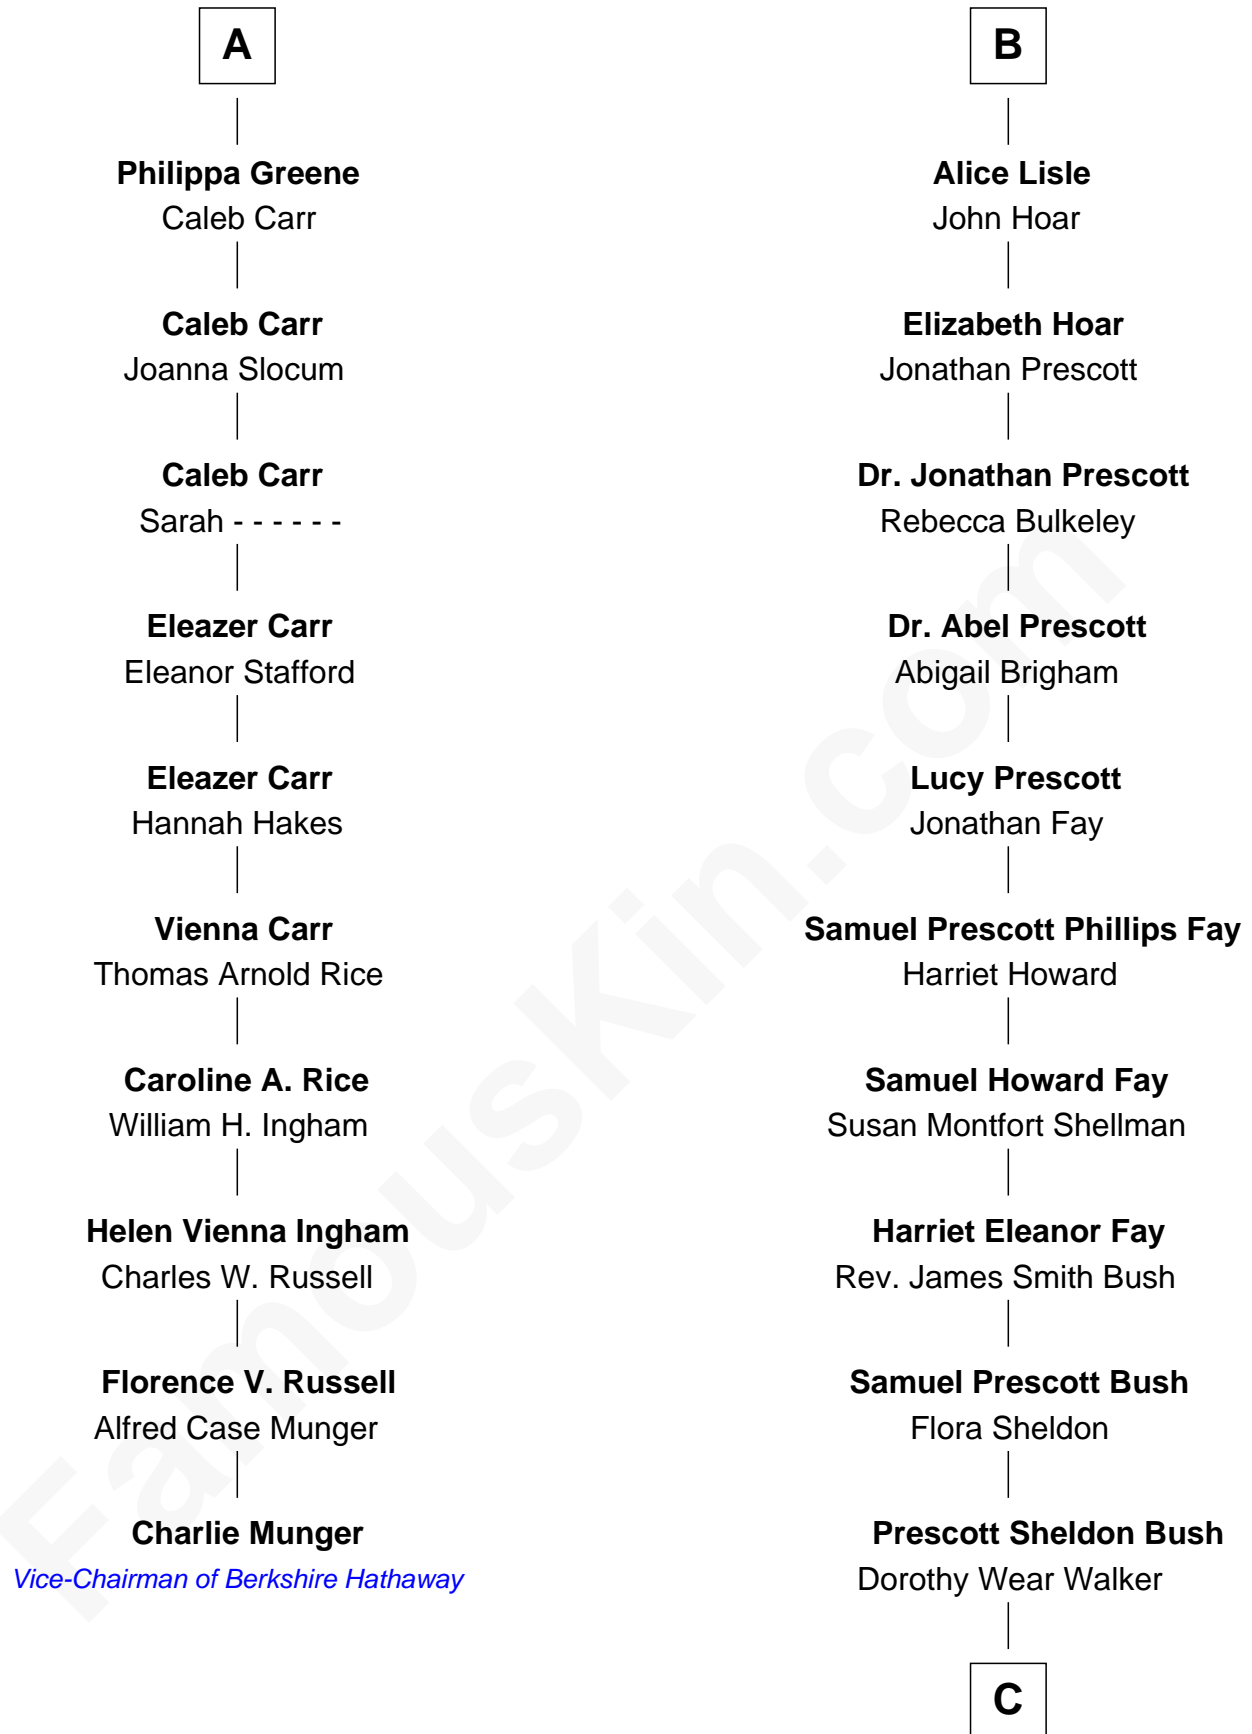 A
Philippa Greene
Caleb Carr
Caleb Carr
Joanna Slocum
Caleb Carr
Sarah - - - - - -
Eleazer Carr
Eleanor Stafford
Eleazer Carr
Hannah Hakes
Vienna Carr
Thomas Arnold Rice
Caroline A. Rice
William H. Ingham
Helen Vienna Ingham
Charles W. Russell
Florence V. Russell
Alfred Case Munger
Charlie Munger
Vice-Chairman of Berkshire Hathaway
B
Alice Lisle
John Hoar
Elizabeth Hoar
Jonathan Prescott
Dr. Jonathan Prescott
Rebecca Bulkeley
Dr. Abel Prescott
Abigail Brigham
Lucy Prescott
Jonathan Fay
Samuel Prescott Phillips Fay
Harriet Howard
Samuel Howard Fay
Susan Montfort Shellman
Harriet Eleanor Fay
Rev. James Smith Bush
Samuel Prescott Bush
Flora Sheldon
Prescott Sheldon Bush
Dorothy Wear Walker
C
FamousKin.com